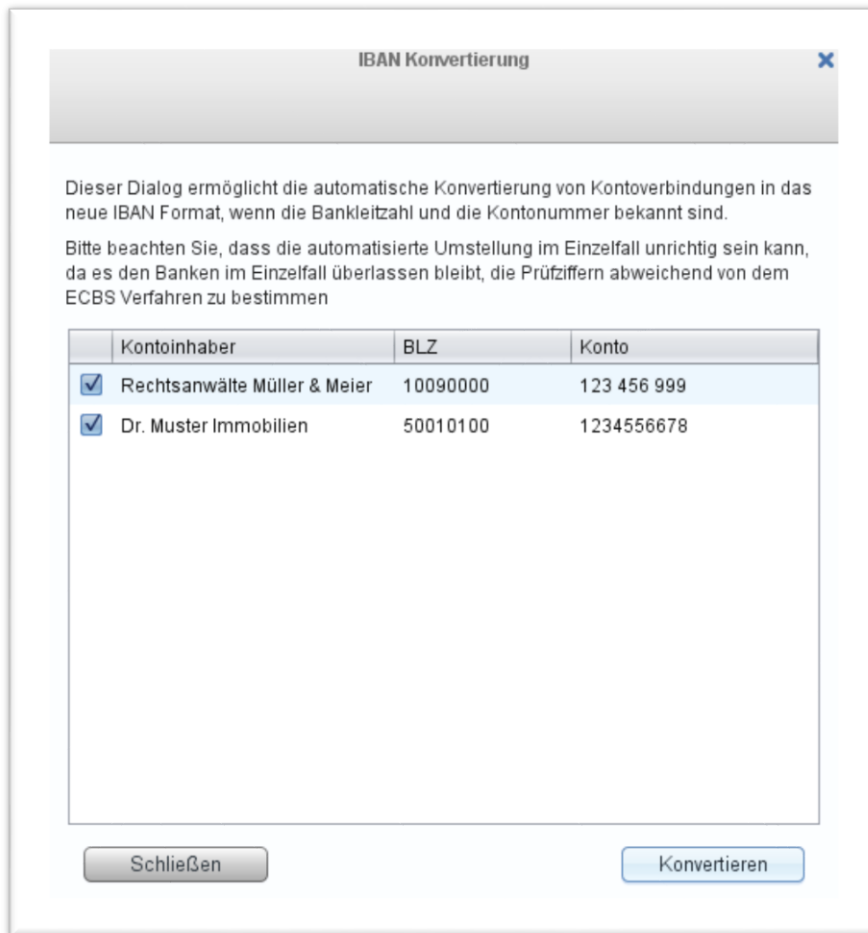 IBAN Konvertierung
Dieser Dialog ermöglicht die automatische Konvertierung von Kontoverbindungen in das
neue IBAN Format, wenn die Bankleitzahl und die Kontonummer bekannt sind.
Bitte beachten Sie, dass die automatisierte Umstellung im Einzelfall unrichtig sein kann,
da es den Banken im Einzelfall überlassen bleibt, die Prüfziffern abweichend von dem
ECBS Verfahren zu bestimmen
Kontoinhaber BLZ Konto
Rechtsanwälte Müller & Meier 10090000 123 456 999
Dr. Muster Immobilien 50010100 1234556678
Schließen Konvertieren